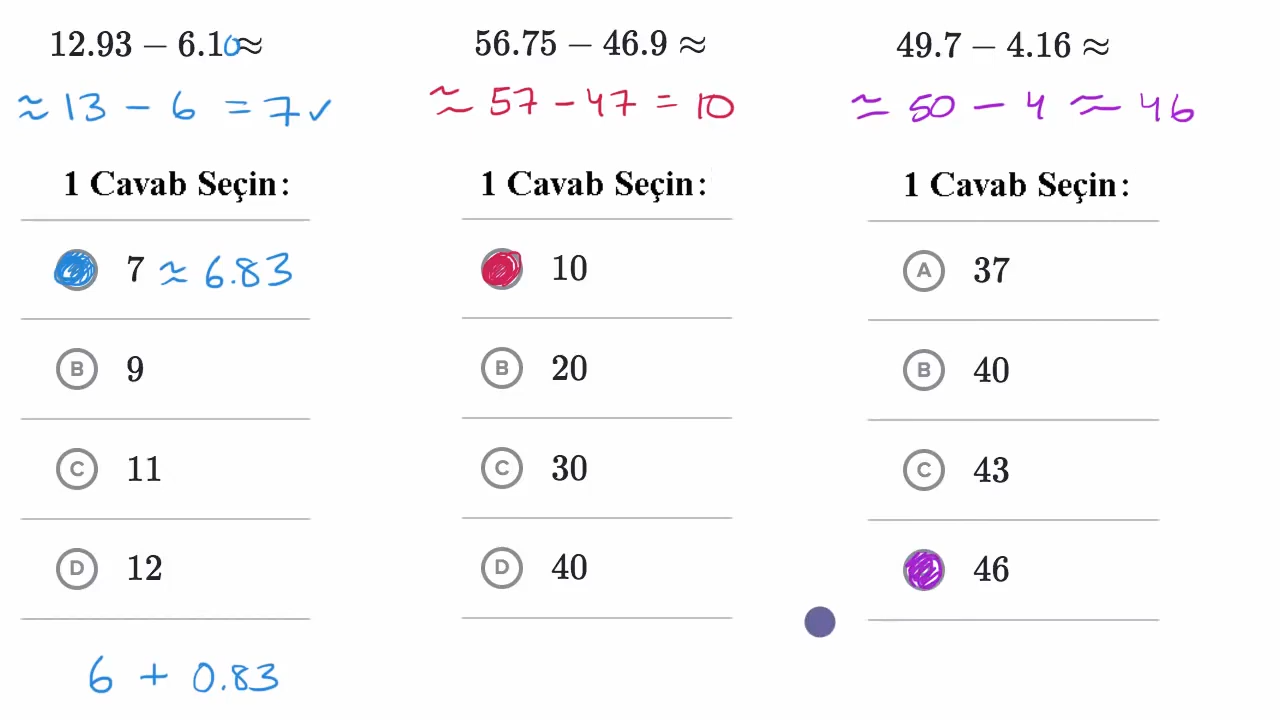 12.93 − 6.10≈
≈ 13 − 6 = 7 ✓
1 Cavab Seçin:
7 ≈ 6.83
B 9
C 11
D 12
6 + 0.83
56.75 − 46.9 ≈
≈ 57 − 47 = 10
1 Cavab Seçin:
10
B 20
C 30
D 40
49.7 − 4.16 ≈
≈ 50 − 4 ≈ 46
1 Cavab Seçin:
A 37
B 40
C 43
46